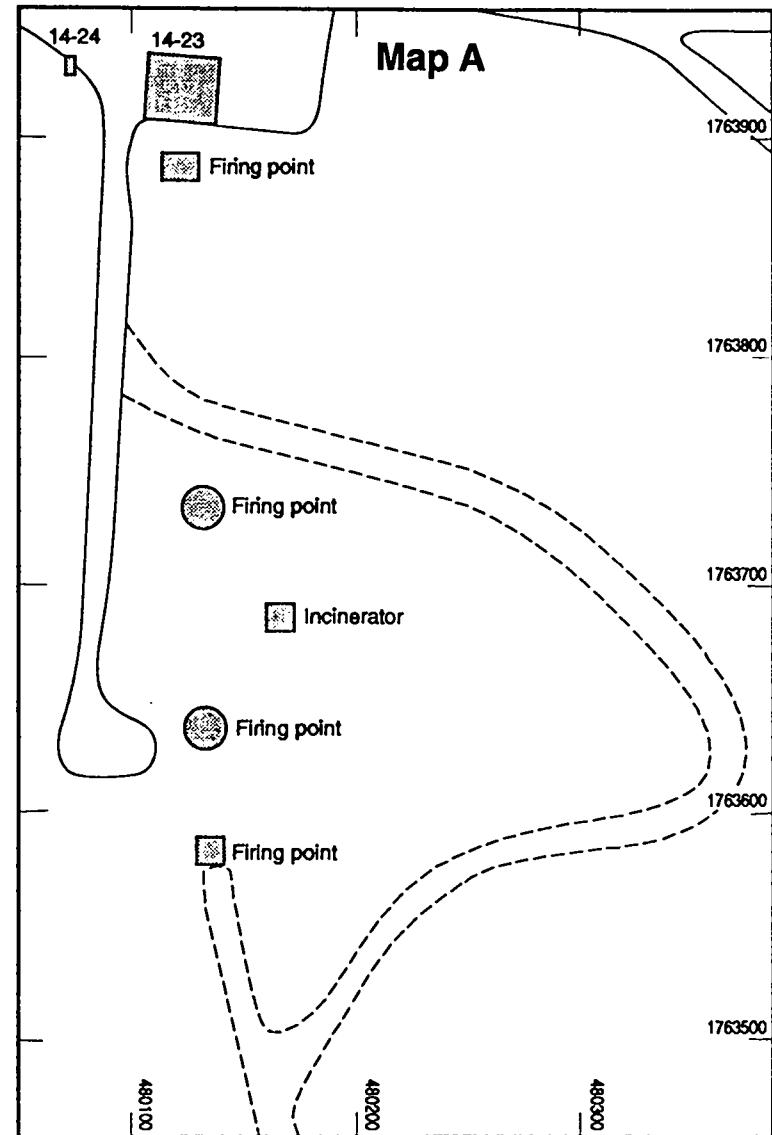 14-24
14-23
Map A
1763900
Firing point
1763800
Firing point
1763700
Incinerator
Firing point
1763600
Firing point
1763500
480100
480200
480300